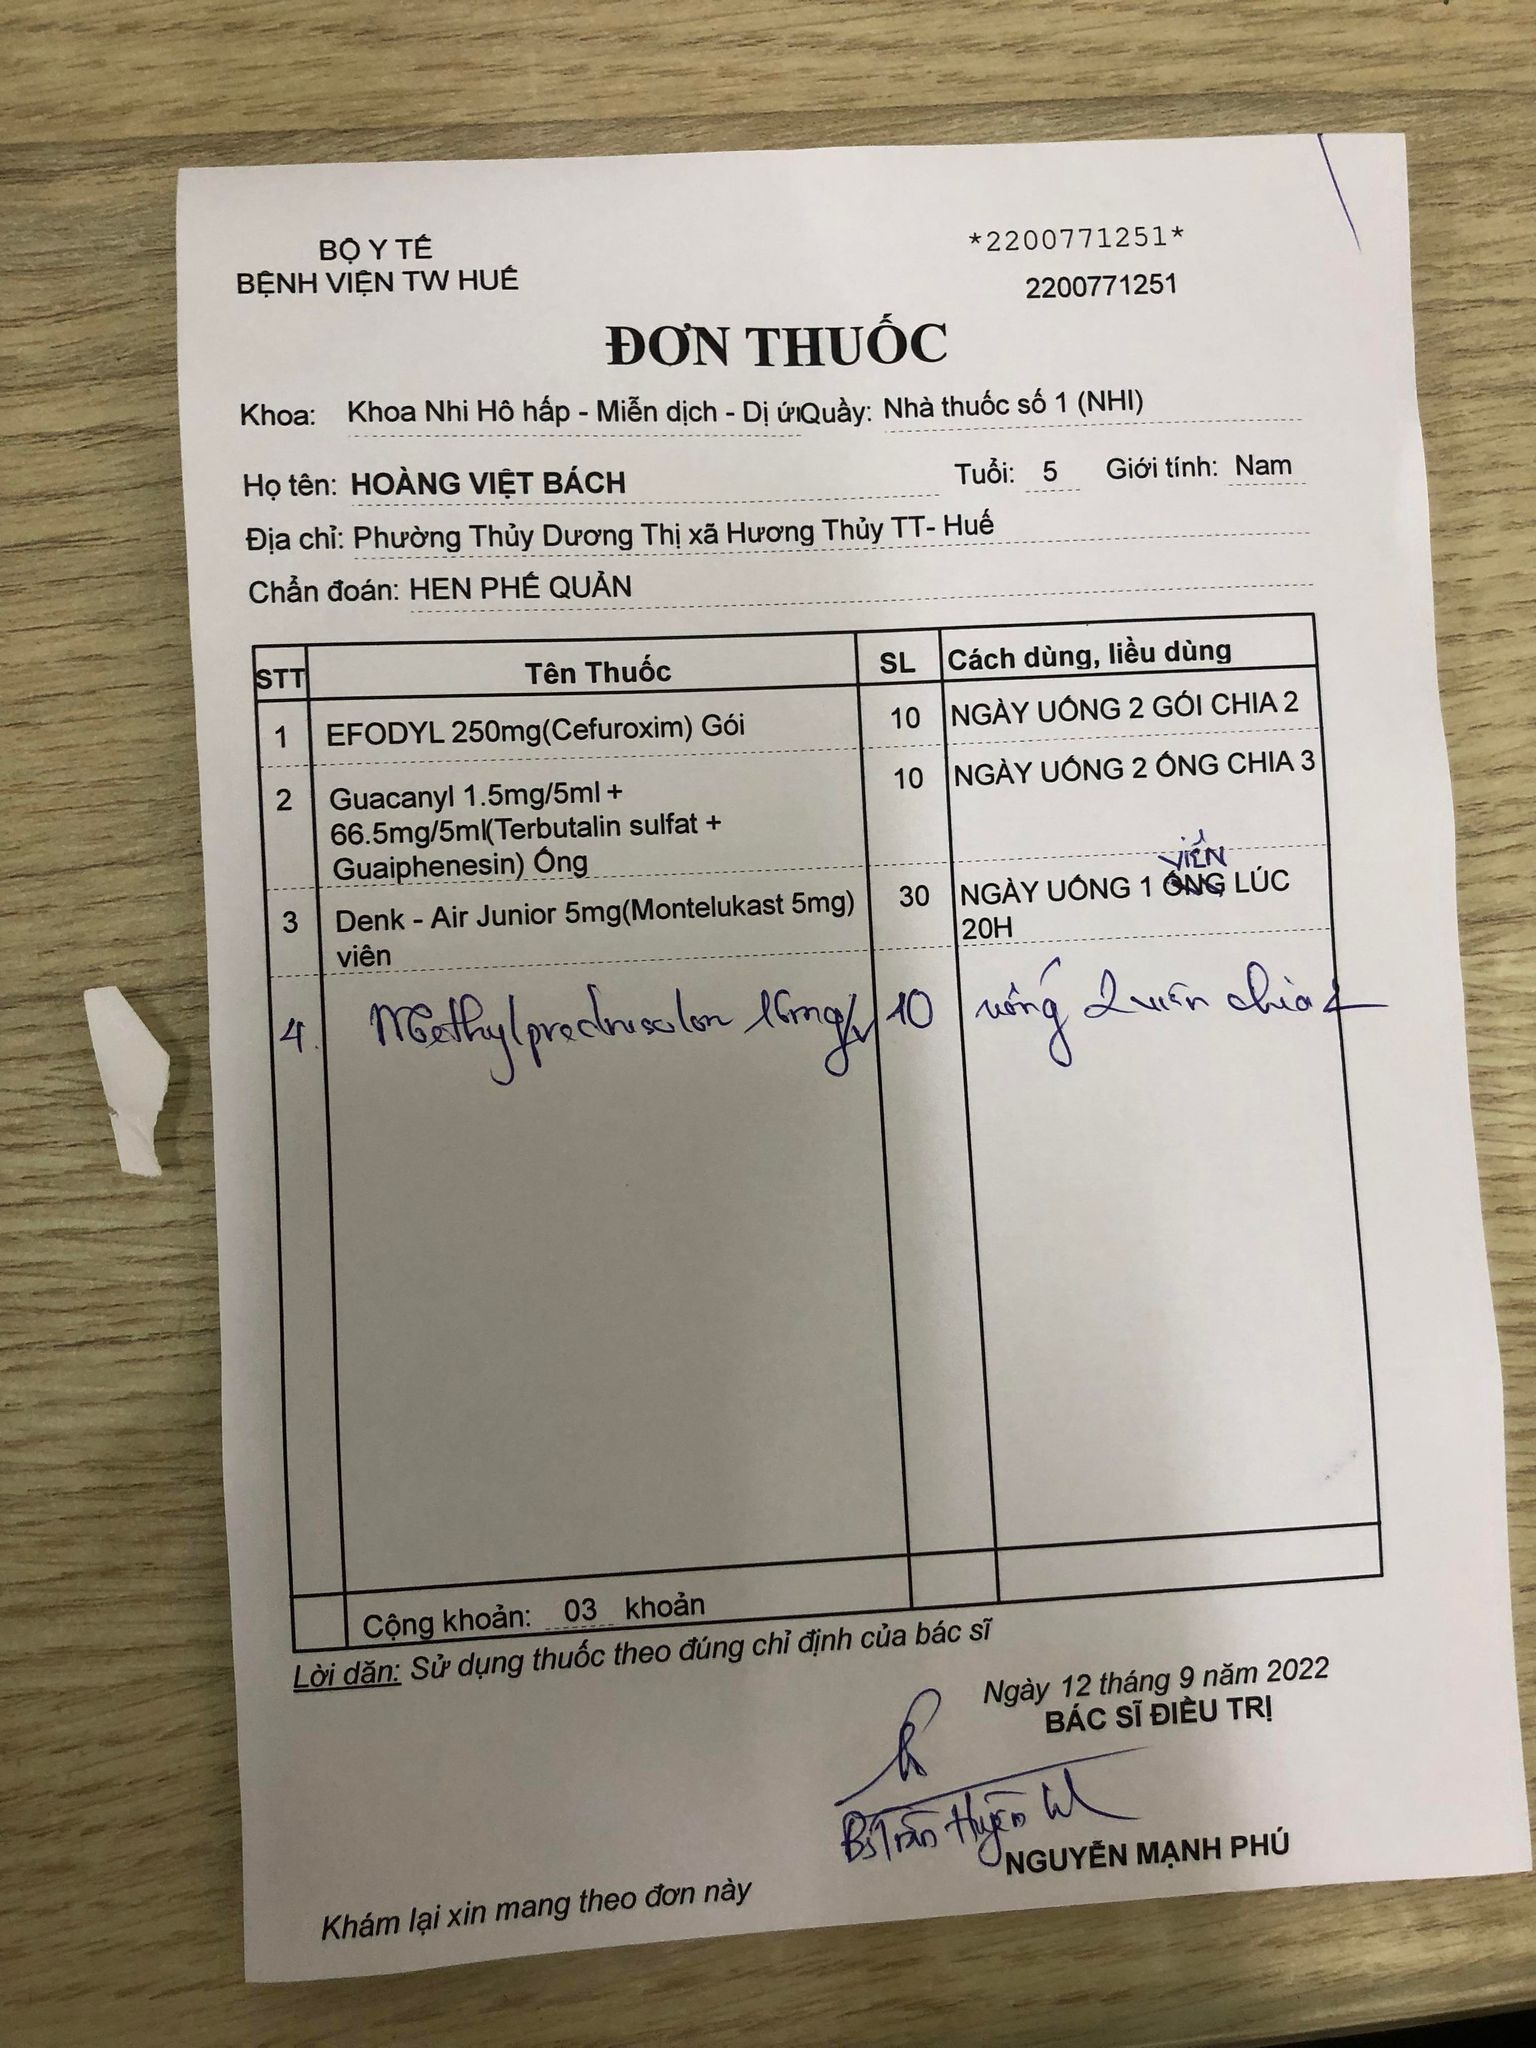 BỘ Y TẾ
BỆNH VIỆN TW HUẾ
*2200771251*
2200771251
ĐƠN THUỐC
Khoa: Khoa Nhi Hô hấp - Miễn dịch - Dị ứ Quầy: Nhà thuốc số 1 (NHI)
Họ tên: HOÀNG VIỆT BÁCH Tuổi: 5 Giới tính: Nam
Địa chỉ: Phường Thủy Dương Thị xã Hương Thủy TT- Huế
Chẩn đoán: HEN PHẾ QUẢN
STT Tên Thuốc SL Cách dùng, liều dùng
1 EFODYL 250mg(Cefuroxim) Gói 10 NGÀY UỐNG 2 GÓI CHIA 2
2 Guacanyl 1.5mg/5ml + 10 NGÀY UỐNG 2 ỐNG CHIA 3
66.5mg/5ml(Terbutalin sulfat +
Guaiphenesin) Ống
viên
3 Denk - Air Junior 5mg(Montelukast 5mg) 30 NGÀY UỐNG 1 ỐNG LÚC
viên 20H
4. Methylprednisolon 16mg/v 10 uống 2 viên chia 2
Cộng khoản: 03 khoản
Lời dặn: Sử dụng thuốc theo đúng chỉ định của bác sĩ
Ngày 12 tháng 9 năm 2022
BÁC SĨ ĐIỀU TRỊ
Bs Trần Huyền
NGUYỄN MẠNH PHÚ
Khám lại xin mang theo đơn này